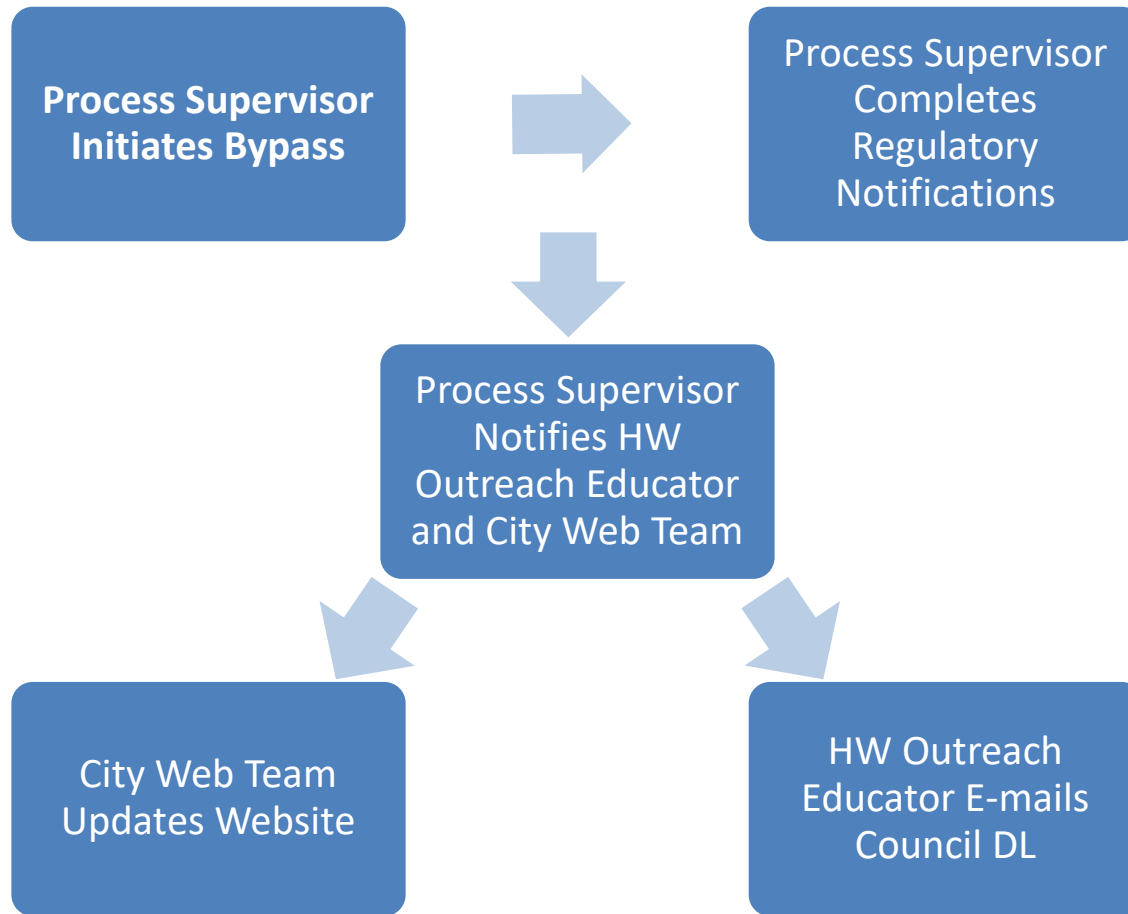 Process Supervisor
Initiates Bypass
Process Supervisor
Completes
Regulatory
Notifications
Process Supervisor
Notifies HW
Outreach Educator
and City Web Team
City Web Team
Updates Website
HW Outreach
Educator E-mails
Council DL